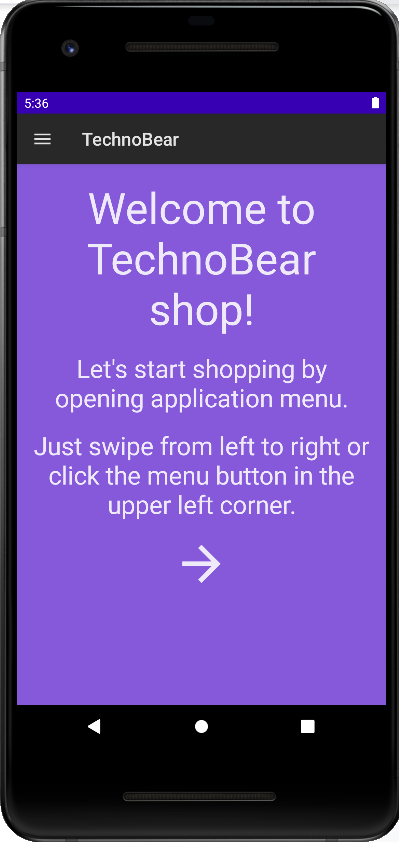 5:36
TechnoBear
Welcome to
TechnoBear
shop!
Let's start shopping by
opening application menu.
Just swipe from left to right or
click the menu button in the
upper left corner.